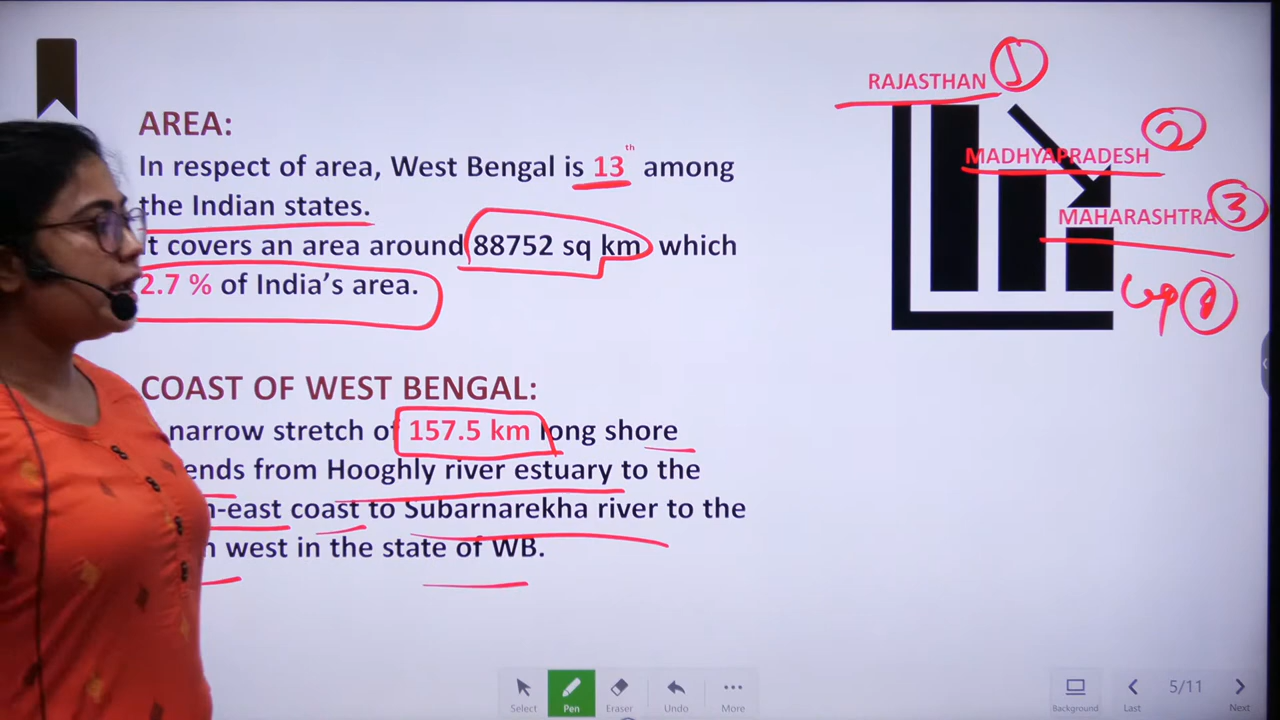 AREA:
In respect of area, West Bengal is 13th among
the Indian states.
It covers an area around 88752 sq km which
2.7 % of India's area.
COAST OF WEST BENGAL:
narrow stretch of 157.5 km long shore
ends from Hooghly river estuary to the
-east coast to Subarnarekha river to the
west in the state of WB.
RAJASTHAN 1
MADHYAPRADESH 2
MAHARASHTRA 3
up
Select
Pen
Eraser
Undo
More
Background
Last
5/11
Next